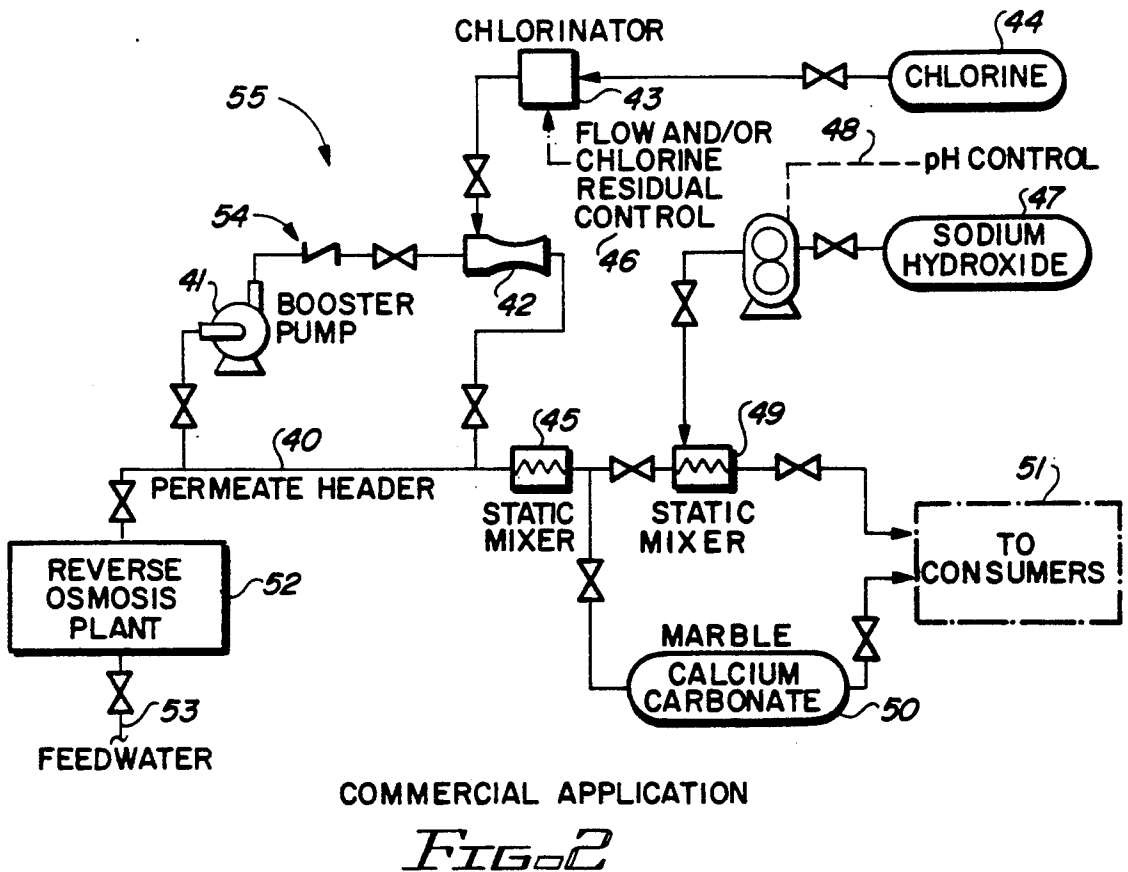 CHLORINATOR
44
CHLORINE
43
55
FLOW AND/OR
CHLORINE
RESIDUAL
CONTROL
46
48
pH CONTROL
47
SODIUM
HYDROXIDE
54
42
41
BOOSTER
PUMP
45
49
40
PERMEATE HEADER
STATIC
MIXER
STATIC
MIXER
51
TO
CONSUMERS
REVERSE
OSMOSIS
PLANT
52
MARBLE
CALCIUM
CARBONATE
50
53
FEEDWATER
COMMERCIAL APPLICATION
FIG. 2